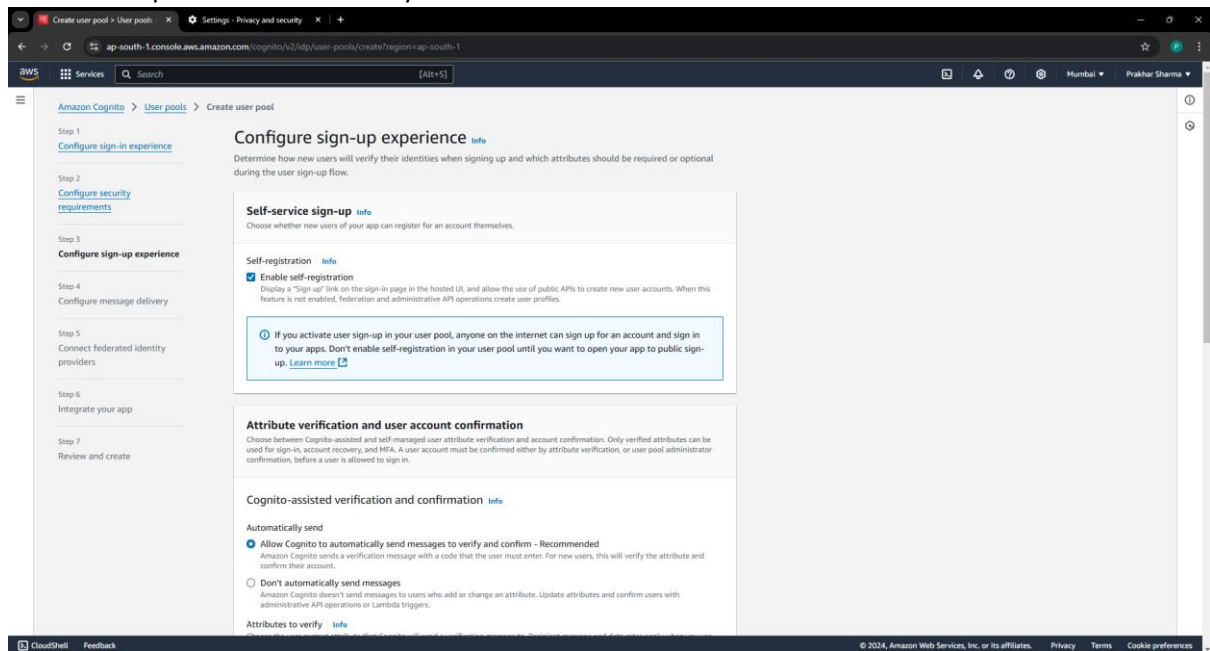 Create user pool > User pools
Settings - Privacy and security
ap-south-1.console.aws.amazon.com/cognito/v2/idp/user-pools/create?region=ap-south-1
aws
Services
Search
[Alt+S]
Mumbai ▼
Prakhar Sharma ▼
Amazon Cognito > User pools > Create user pool
Step 1
Configure sign-in experience
Step 2
Configure security
requirements
Step 3
Configure sign-up experience
Step 4
Configure message delivery
Step 5
Connect federated identity
providers
Step 6
Integrate your app
Step 7
Review and create
Configure sign-up experience Info
Determine how new users will verify their identities when signing up and which attributes should be required or optional
during the user sign-up flow.
Self-service sign-up Info
Choose whether new users of your app can register for an account themselves.
Self-registration Info
Enable self-registration
Display a "Sign up" link on the sign-in page in the hosted UI, and allow the use of public APIs to create new user accounts. When this
feature is not enabled, federation and administrative API operations create user profiles.
If you activate user sign-up in your user pool, anyone on the internet can sign up for an account and sign in
to your apps. Don't enable self-registration in your user pool until you want to open your app to public sign-
up. Learn more
Attribute verification and user account confirmation
Choose between Cognito-assisted and self-managed user attribute verification and account confirmation. Only verified attributes can be
used for sign-in, account recovery, and MFA. A user account must be confirmed either by attribute verification, or user pool administrator
confirmation, before a user is allowed to sign in.
Cognito-assisted verification and confirmation Info
Automatically send
Allow Cognito to automatically send messages to verify and confirm - Recommended
Amazon Cognito sends a verification message with a code that the user must enter. For new users, this will verify the attribute and
confirm their account.
Don't automatically send messages
Amazon Cognito doesn't send messages to users who add or change an attribute. Update attributes and confirm users with
administrative API operations or Lambda triggers.
Attributes to verify Info
CloudShell
Feedback
© 2024, Amazon Web Services, Inc. or its affiliates.
Privacy
Terms
Cookie preferences